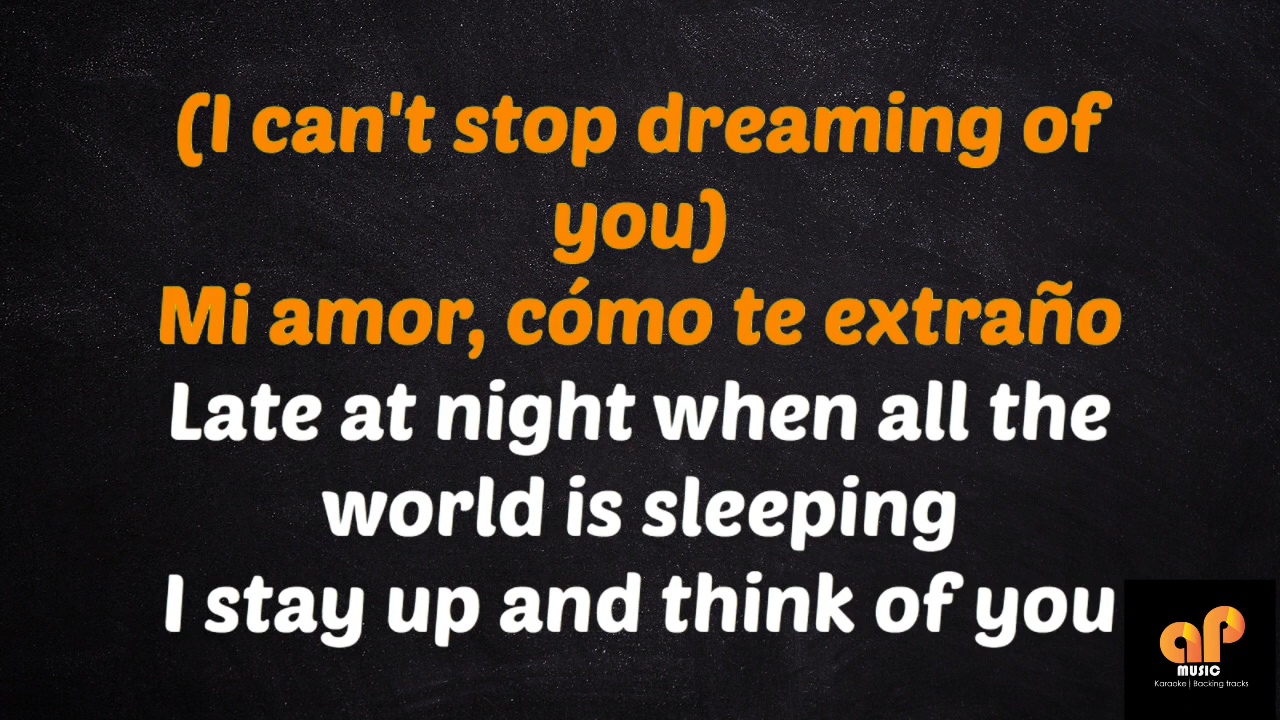 (I can't stop dreaming of
you)
Mi amor, cómo te extraño
Late at night when all the
world is sleeping
I stay up and think of you
ap
MUSIC
Karaoke | Backing tracks